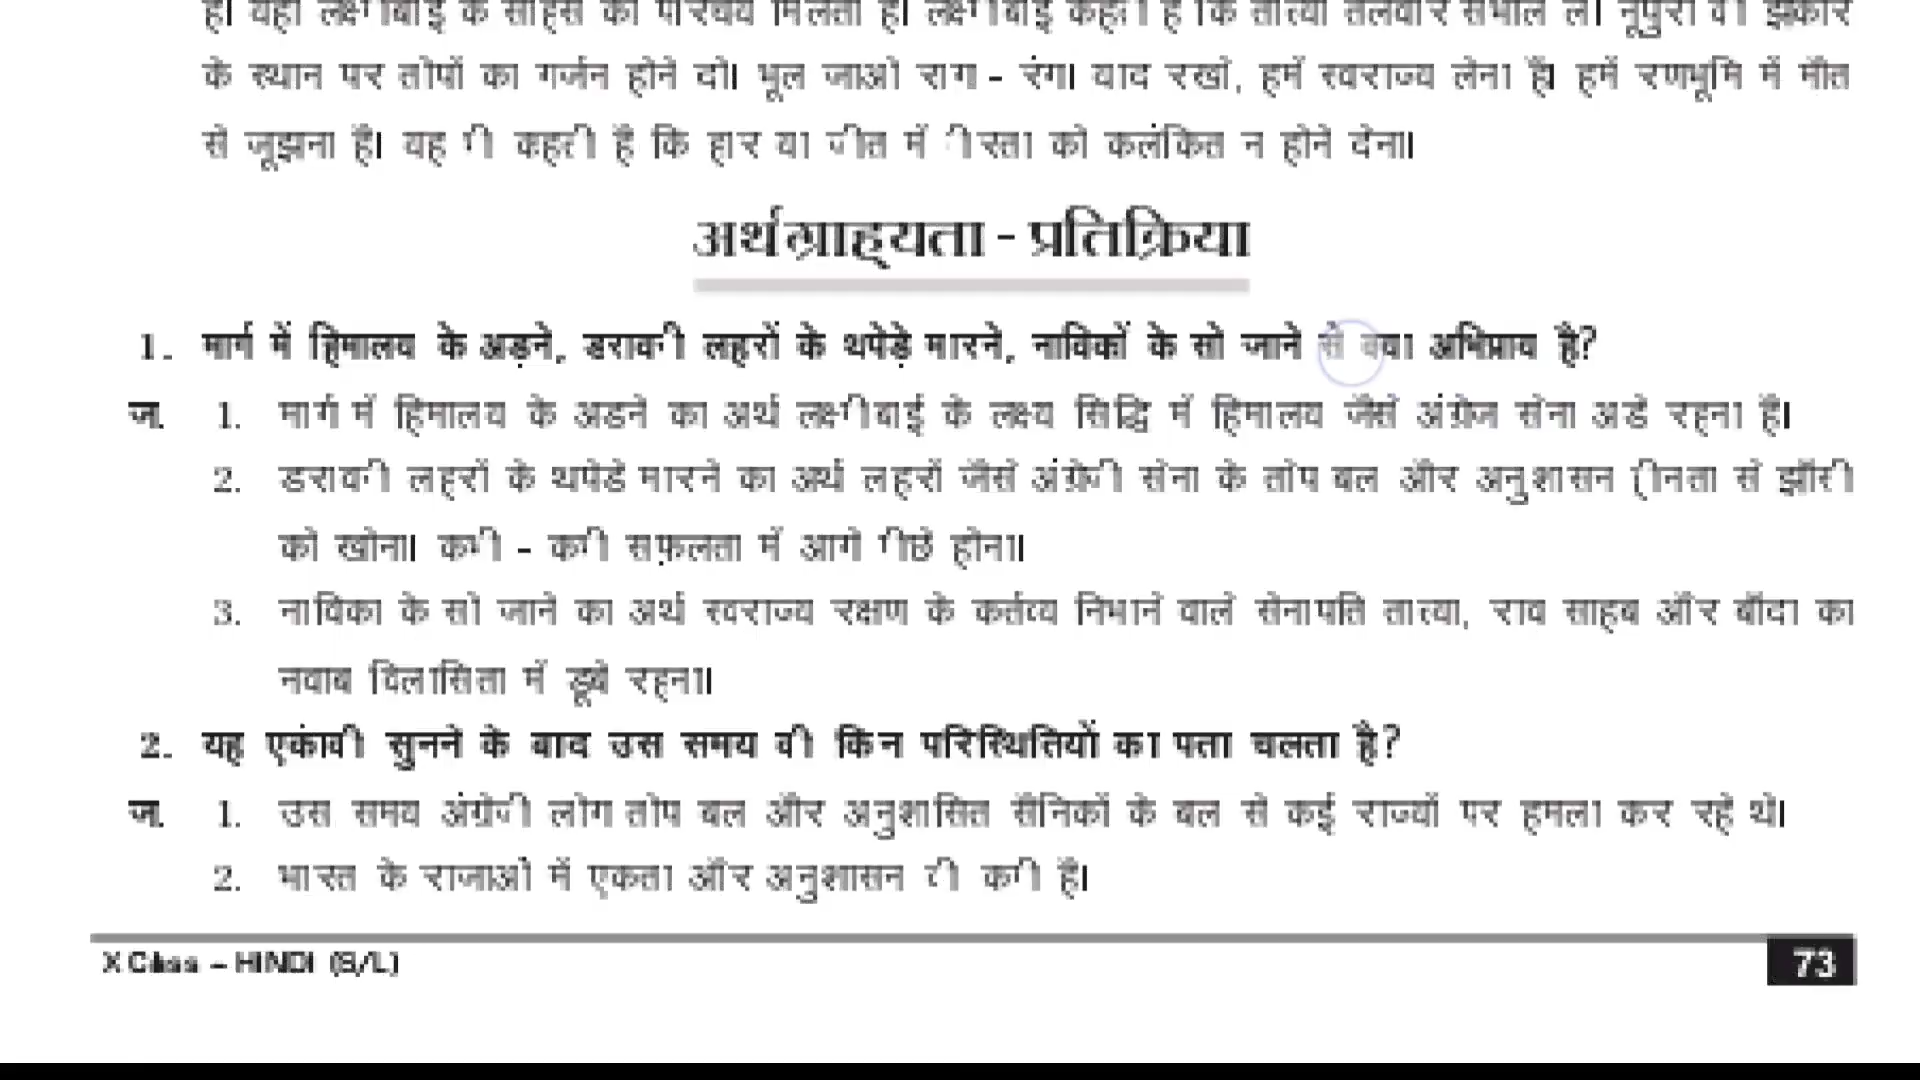 है। यहाँ लक्ष्मीबाई के साहस का परिचय मिलता है। लक्ष्मीबाई कहती है कि तात्या तलवार संभाल लो। नूपुरों की झंकार
के स्थान पर तोपों का गर्जन होने दो। भूल जाओ राग - रंग। याद रखो, हमें स्वराज्य लेना है। हमें रणभूमि में मौत
से जूझना है। यह भी कहती है कि हार या जीत में वीरता को कलंकित न होने देना।
अर्थग्राह्यता - प्रतिक्रिया
1. मार्ग में हिमालय के अड़ने, डरावनी लहरों के थपेड़े मारने, नाविकों के सो जाने से क्या अभिप्राय है?
ज. 1. मार्ग में हिमालय के अडने का अर्थ लक्ष्मीबाई के लक्ष्य सिद्धि में हिमालय जैसे अंग्रेज सेना अडे रहना है।
2. डरावनी लहरों के थपेडे मारने का अर्थ लहरों जैसे अंग्रेजी सेना के तोप बल और अनुशासन हीनता से झाँसी
को खोना। कभी - कभी सफ़लता में आगे पीछे होना।
3. नाविको के सो जाने का अर्थ स्वराज्य रक्षण के कर्तव्य निभाने वाले सेनापति तात्या, राव साहब और बाँदा का
नवाब विलासिता में डूबे रहना।
2. यह एकांकी सुनने के बाद उस समय की किन परिस्थितियों का पता चलता है?
ज. 1. उस समय अंग्रेजी लोग तोप बल और अनुशासित सैनिकों के बल से कई राज्यों पर हमला कर रहे थे।
2. भारत के राजाओं में एकता और अनुशासन की कमी है।
X Class – HINDI (S/L)
73